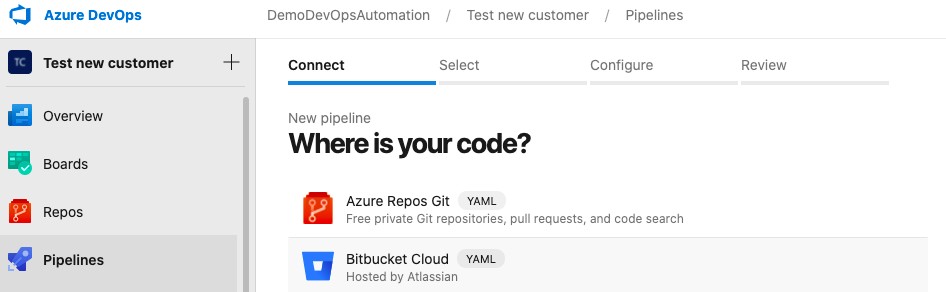 Azure DevOps
DemoDevOpsAutomation / Test new customer / Pipelines
TC Test new customer
Overview
Boards
Repos
Pipelines
Connect Select Configure Review
New pipeline
Where is your code?
Azure Repos Git YAML
Free private Git repositories, pull requests, and code search
Bitbucket Cloud YAML
Hosted by Atlassian